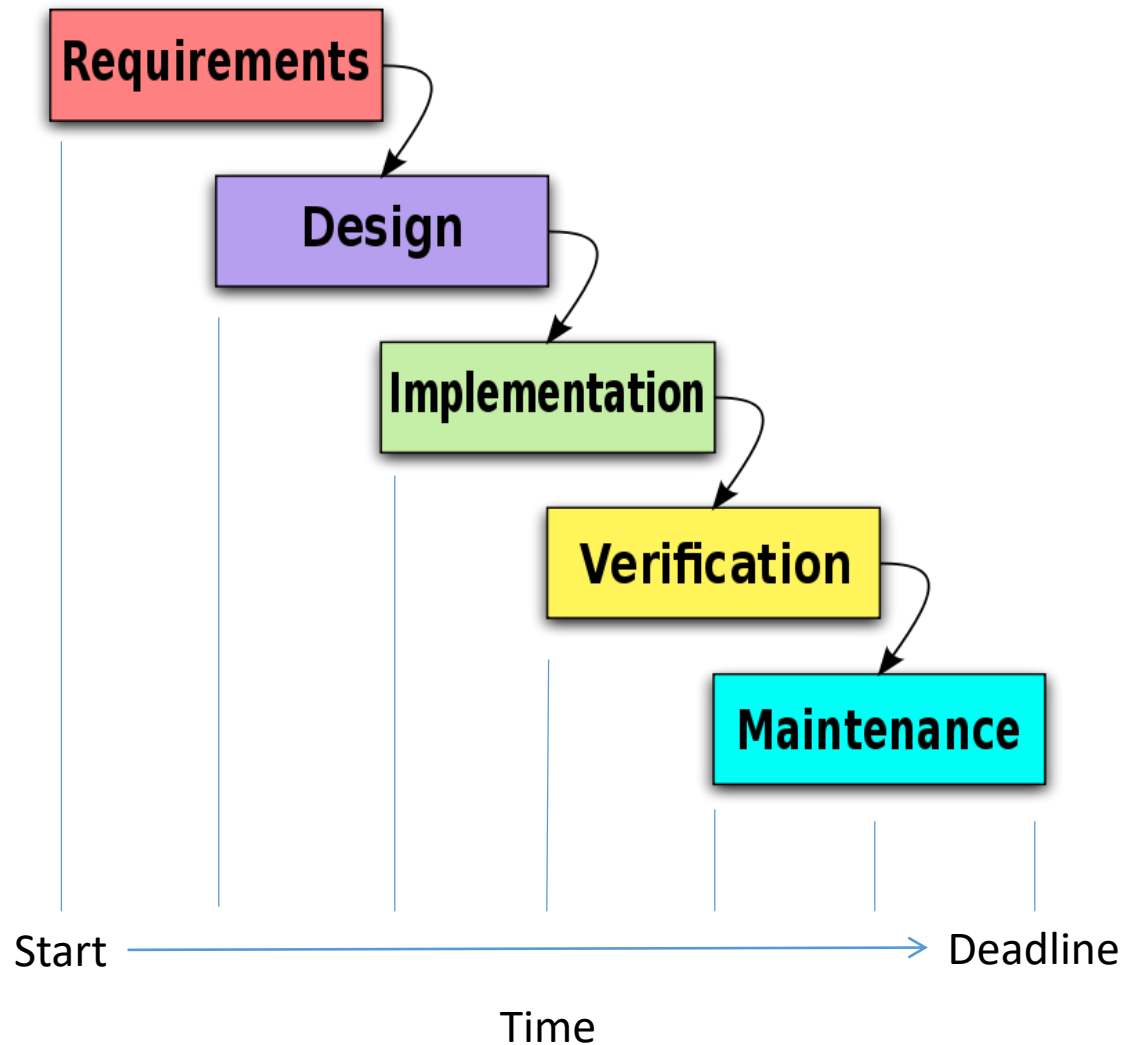 Requirements
Design
Implementation
Verification
Maintenance
Start
Deadline
Time